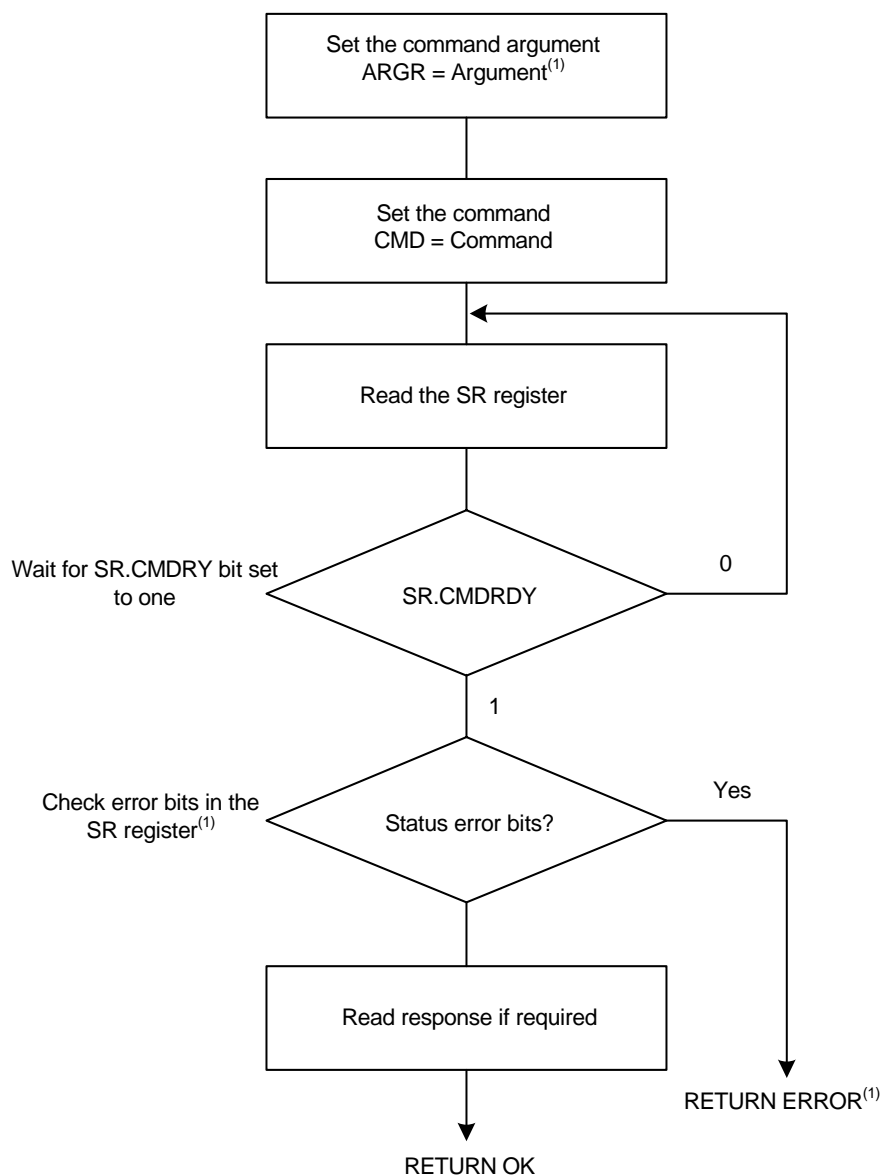 Set the command argument
ARGR = Argument(1)
Set the command
CMD = Command
Read the SR register
Wait for SR.CMDRY bit set
to one
SR.CMDRDY
0
1
Check error bits in the
SR register(1)
Status error bits?
Yes
Read response if required
RETURN ERROR(1)
RETURN OK